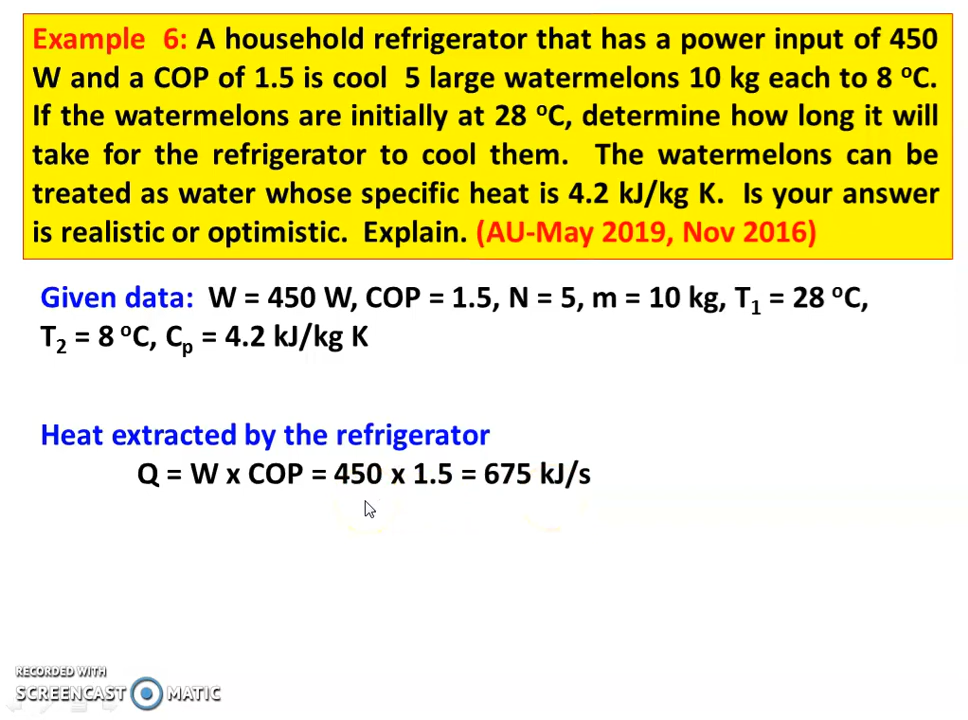 Example 6: A household refrigerator that has a power input of 450
W and a COP of 1.5 is cool 5 large watermelons 10 kg each to 8 ºC.
If the watermelons are initially at 28 ºC, determine how long it will
take for the refrigerator to cool them. The watermelons can be
treated as water whose specific heat is 4.2 kJ/kg K. Is your answer
is realistic or optimistic. Explain. (AU-May 2019, Nov 2016)
Given data: W = 450 W, COP = 1.5, N = 5, m = 10 kg, T₁ = 28 ºC,
T₂ = 8 ºC, Cₚ = 4.2 kJ/kg K
Heat extracted by the refrigerator
Q = W x COP = 450 x 1.5 = 675 kJ/s
RECORDED WITH
SCREENCAST MATIC